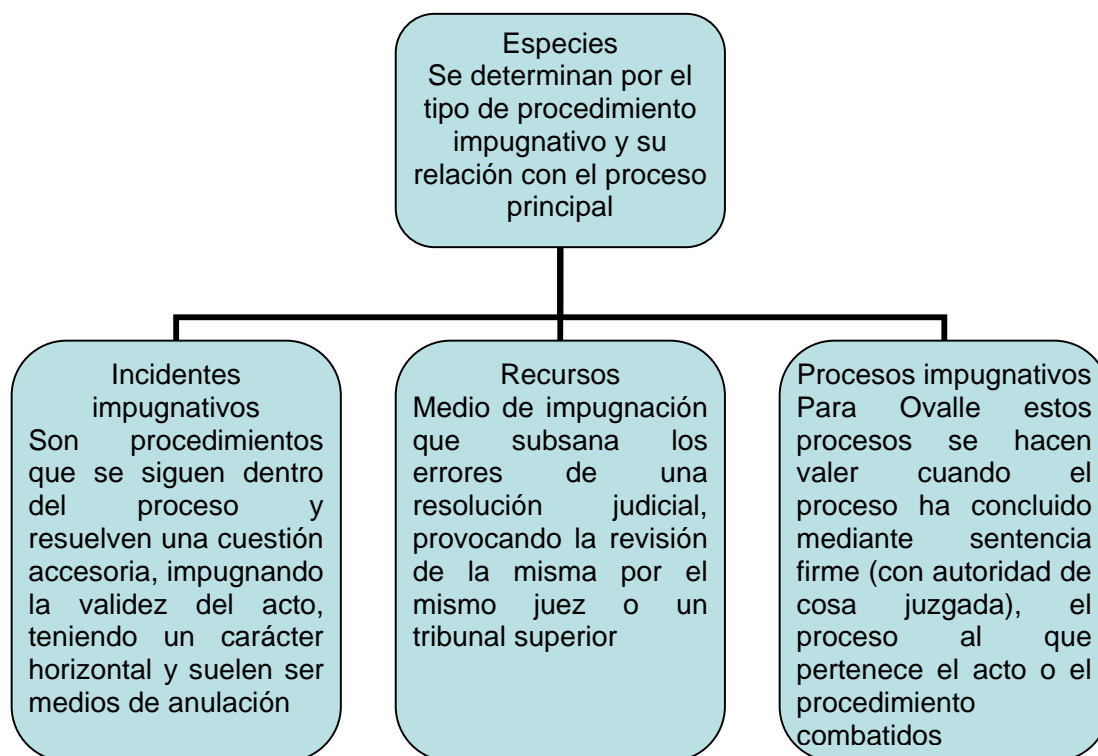 Especies
Se determinan por el
tipo de procedimiento
impugnativo y su
relación con el proceso
principal
Incidentes
impugnativos
Son procedimientos
que se siguen dentro
del proceso y
resuelven una cuestión
accesoria, impugnando
la validez del acto,
teniendo un carácter
horizontal y suelen ser
medios de anulación
Recursos
Medio de impugnación
que subsana los
errores de una
resolución judicial,
provocando la revisión
de la misma por el
mismo juez o un
tribunal superior
Procesos impugnativos
Para Ovalle estos
procesos se hacen
valer cuando el
proceso ha concluido
mediante sentencia
firme (con autoridad de
cosa juzgada), el
proceso al que
pertenece el acto o el
procedimiento
combatidos